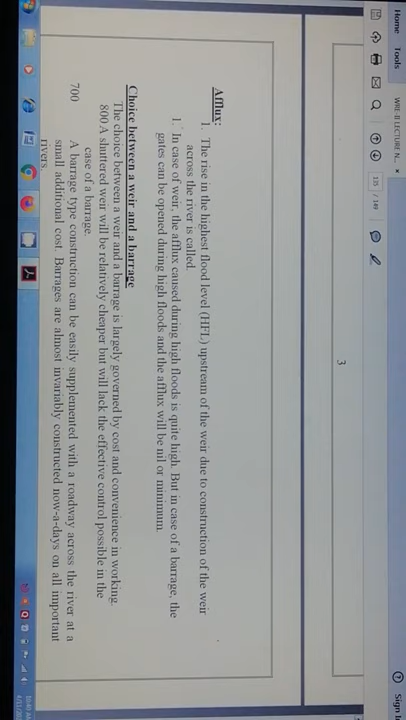 Home Tools
WRE-II LECTURE N... ×
Sign I
135 / 149
3
Afflux:
1. The rise in the highest flood level (HFL) upstream of the weir due to construction of the weir
across the river is called.
1. In case of weir, the afflux caused during high floods is quite high. But in case of a barrage, the
gates can be opened during high floods and the afflux will be nil or minimum.
Choice between a weir and a barrage
The choice between a weir and a barrage is largely governed by cost and convenience in working.
800 A shuttered weir will be relatively cheaper but will lack the effective control possible in the
case of a barrage.
700 A barrage type construction can be easily supplemented with a roadway across the river at a
small additional cost. Barrages are almost invariably constructed now-a-days on all important
rivers.